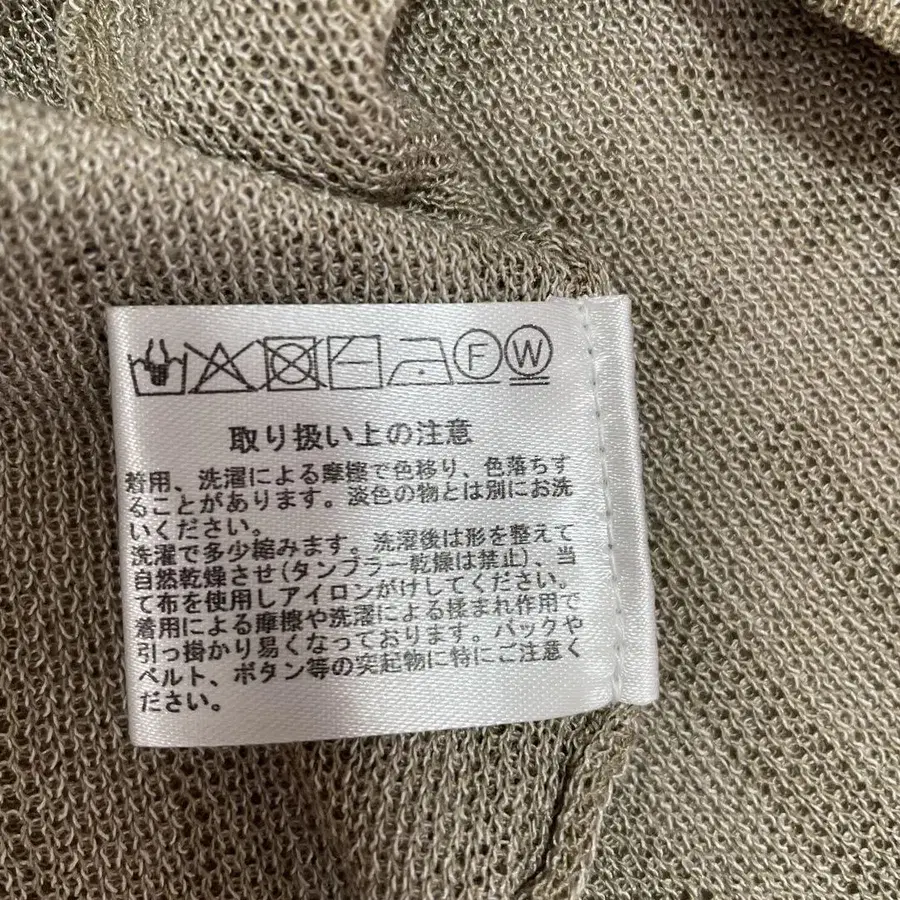 F W
取り扱い上の注意
着用、洗濯による摩擦で色移り、色落ちす
ることがあります。淡色の物とは別にお洗
いください。
洗濯で多少縮みます。洗濯後は形を整えて
自然乾燥させ(タンブラー乾燥は禁止)、当
て布を使用しアイロンがけしてください。
着用による摩擦や洗濯による揉まれ作用で
引っ掛かり易くなっております。バックや
ベルト、ボタン等の突起物に特にご注意く
ださい。